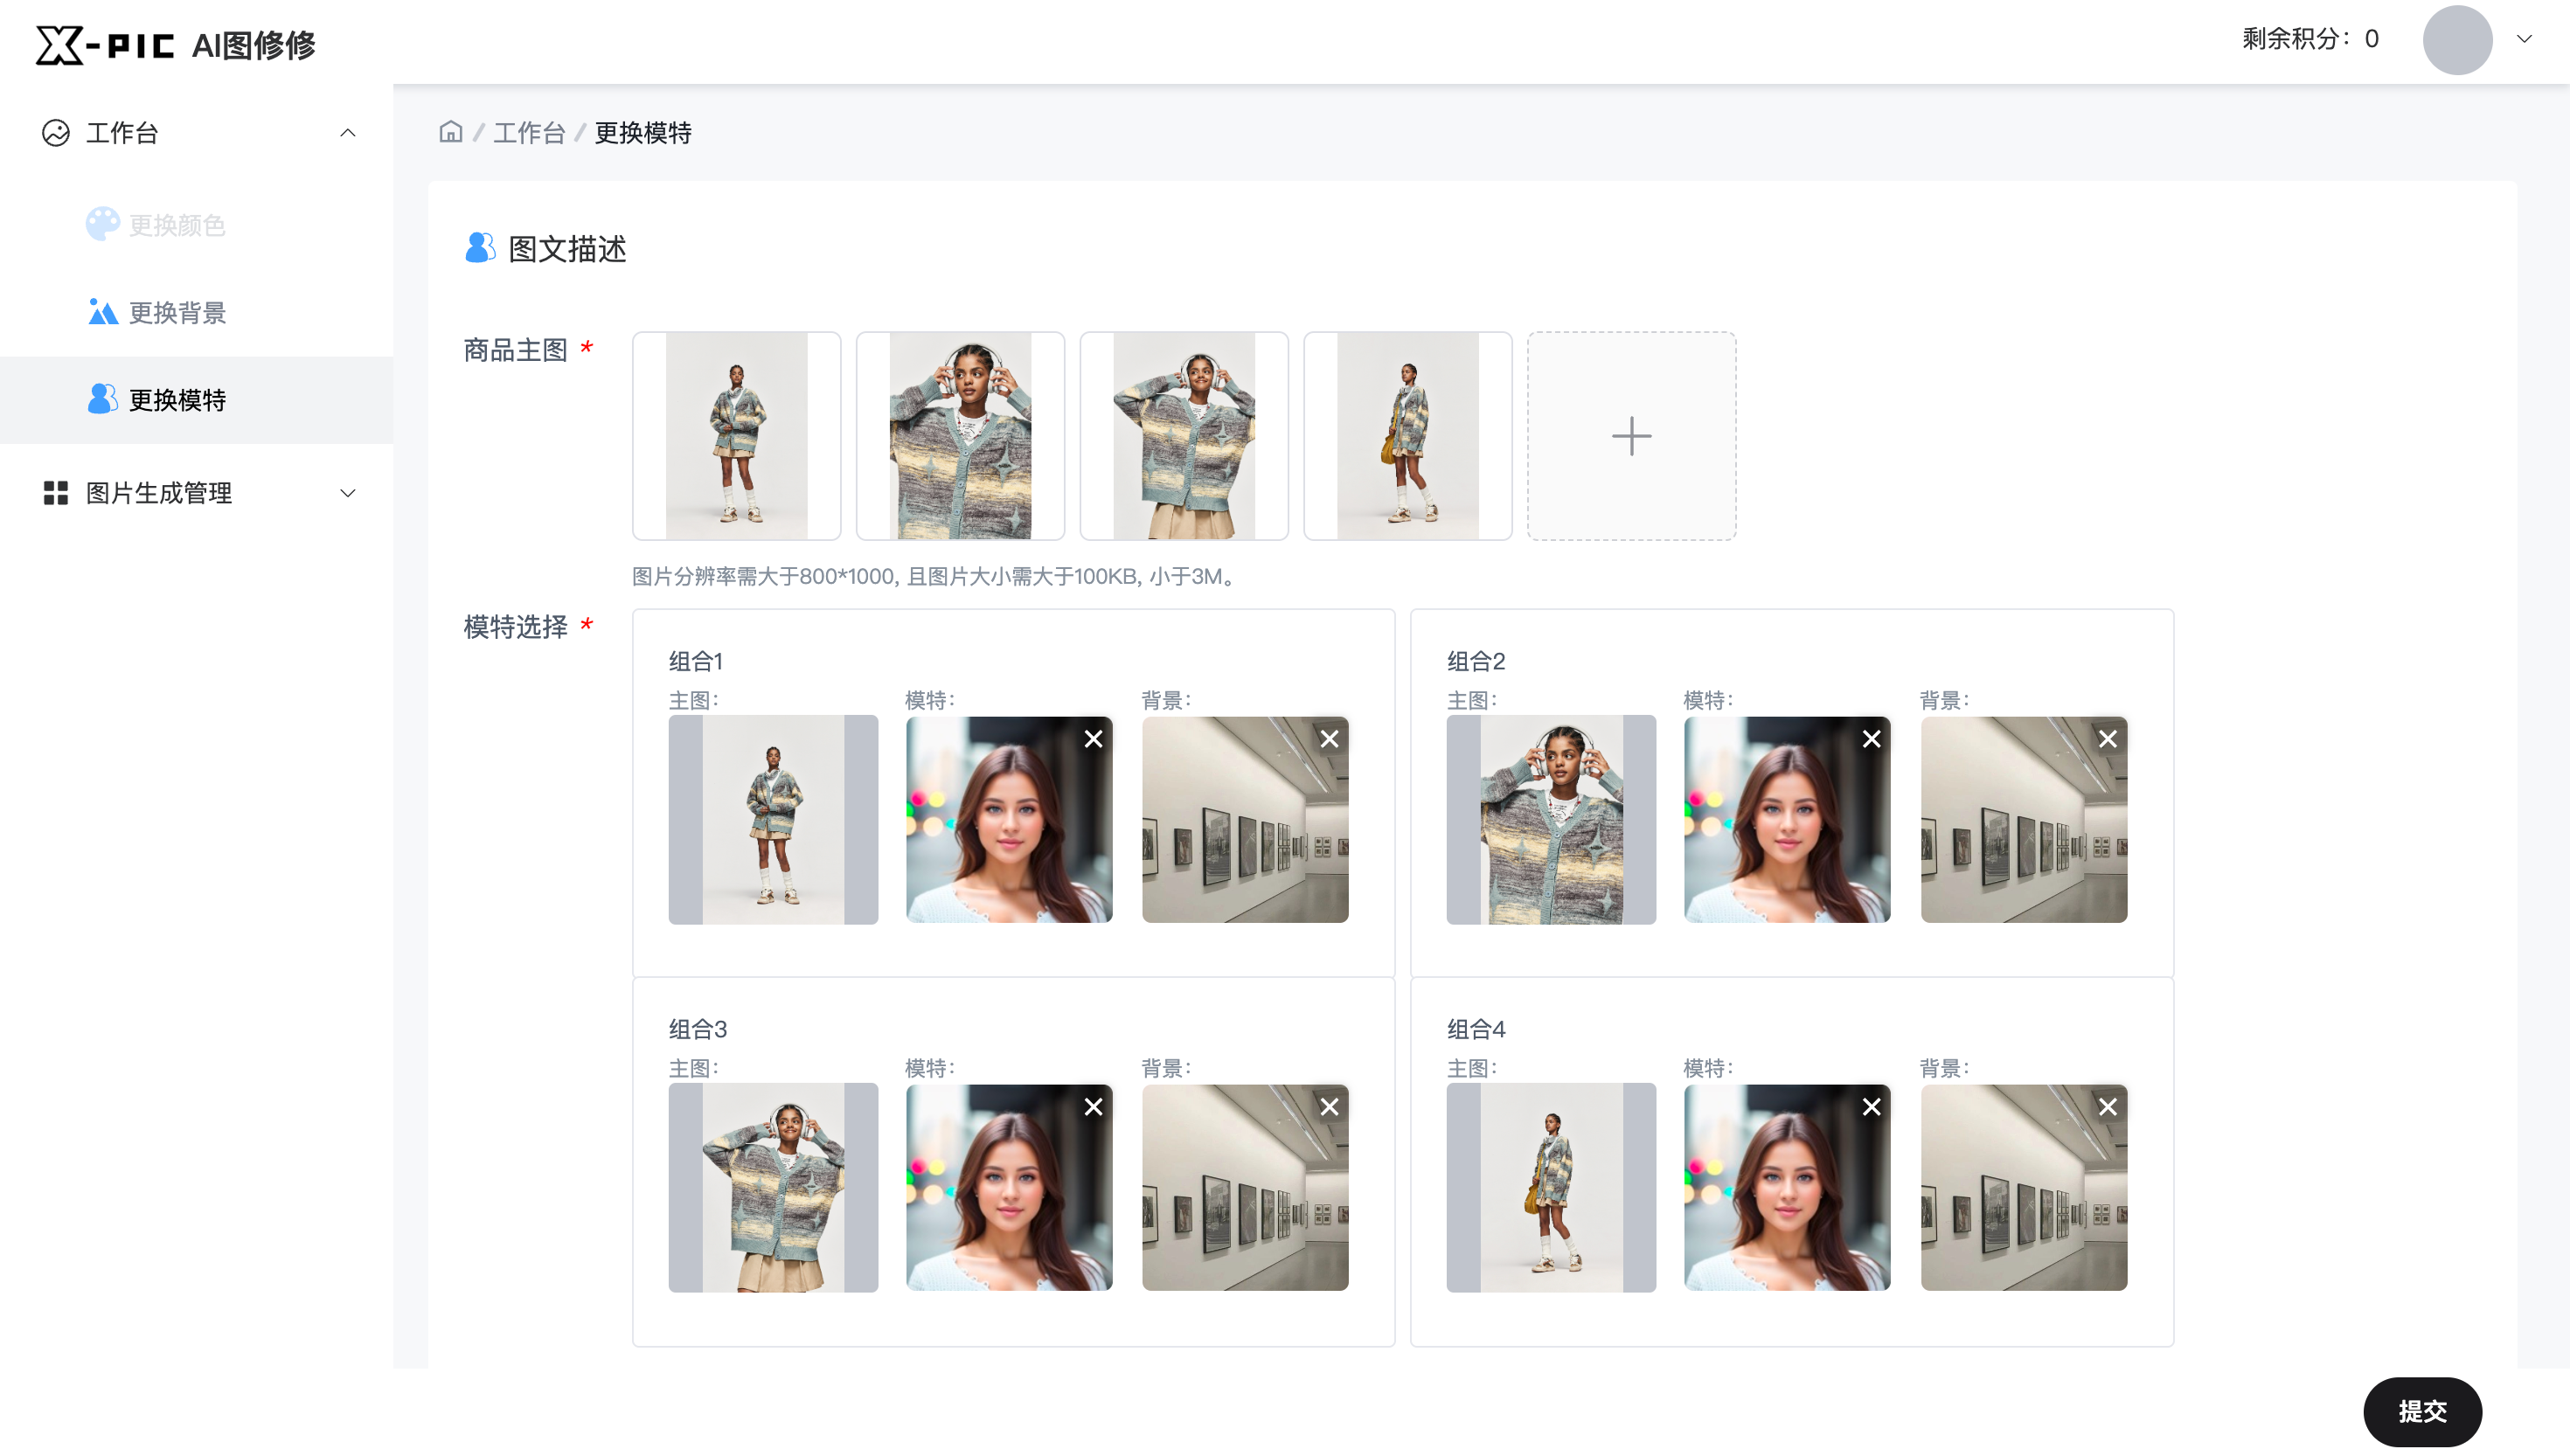 X-PIC AI图修修
剩余积分：0
工作台
更换颜色
更换背景
更换模特
图片生成管理
/ 工作台 / 更换模特
图文描述
商品主图 *
图片分辨率需大于800*1000, 且图片大小需大于100KB, 小于3M。
模特选择 *
组合1
主图： 模特： 背景：
组合2
主图： 模特： 背景：
组合3
主图： 模特： 背景：
组合4
主图： 模特： 背景：
提交